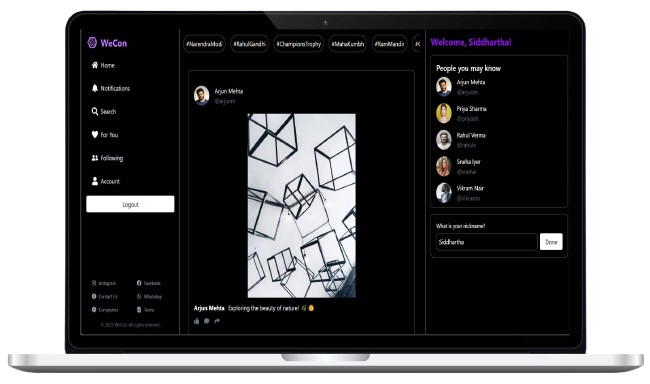 WeCon
Home
Notifications
Search
For You
Following
Account
Logout
Instagram
Facebook
Contact Us
WhatsApp
Complaints
Terms
© 2025 WeCon. All rights reserved.
#NarendraModi #RahulGandhi #ChampionsTrophy #MahaKumbh #RamMandir
Arjun Mehta
@arjunm
Arjun Mehta Exploring the beauty of nature!
Welcome, Siddhartha!
People you may know
Arjun Mehta
@arjunm
Priya Sharma
@priyash
Rahul Verma
@rahulv
Sneha Iyer
@snehai
Vikram Nair
@vikramn
What is your nickname?
Siddhartha
Done